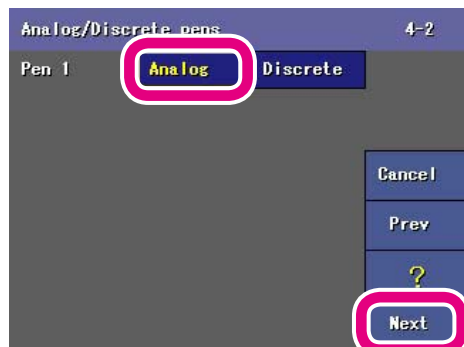 Analog/Discrete pens 4-2
Pen 1 Analog Discrete
Cancel
Prev
?
Next